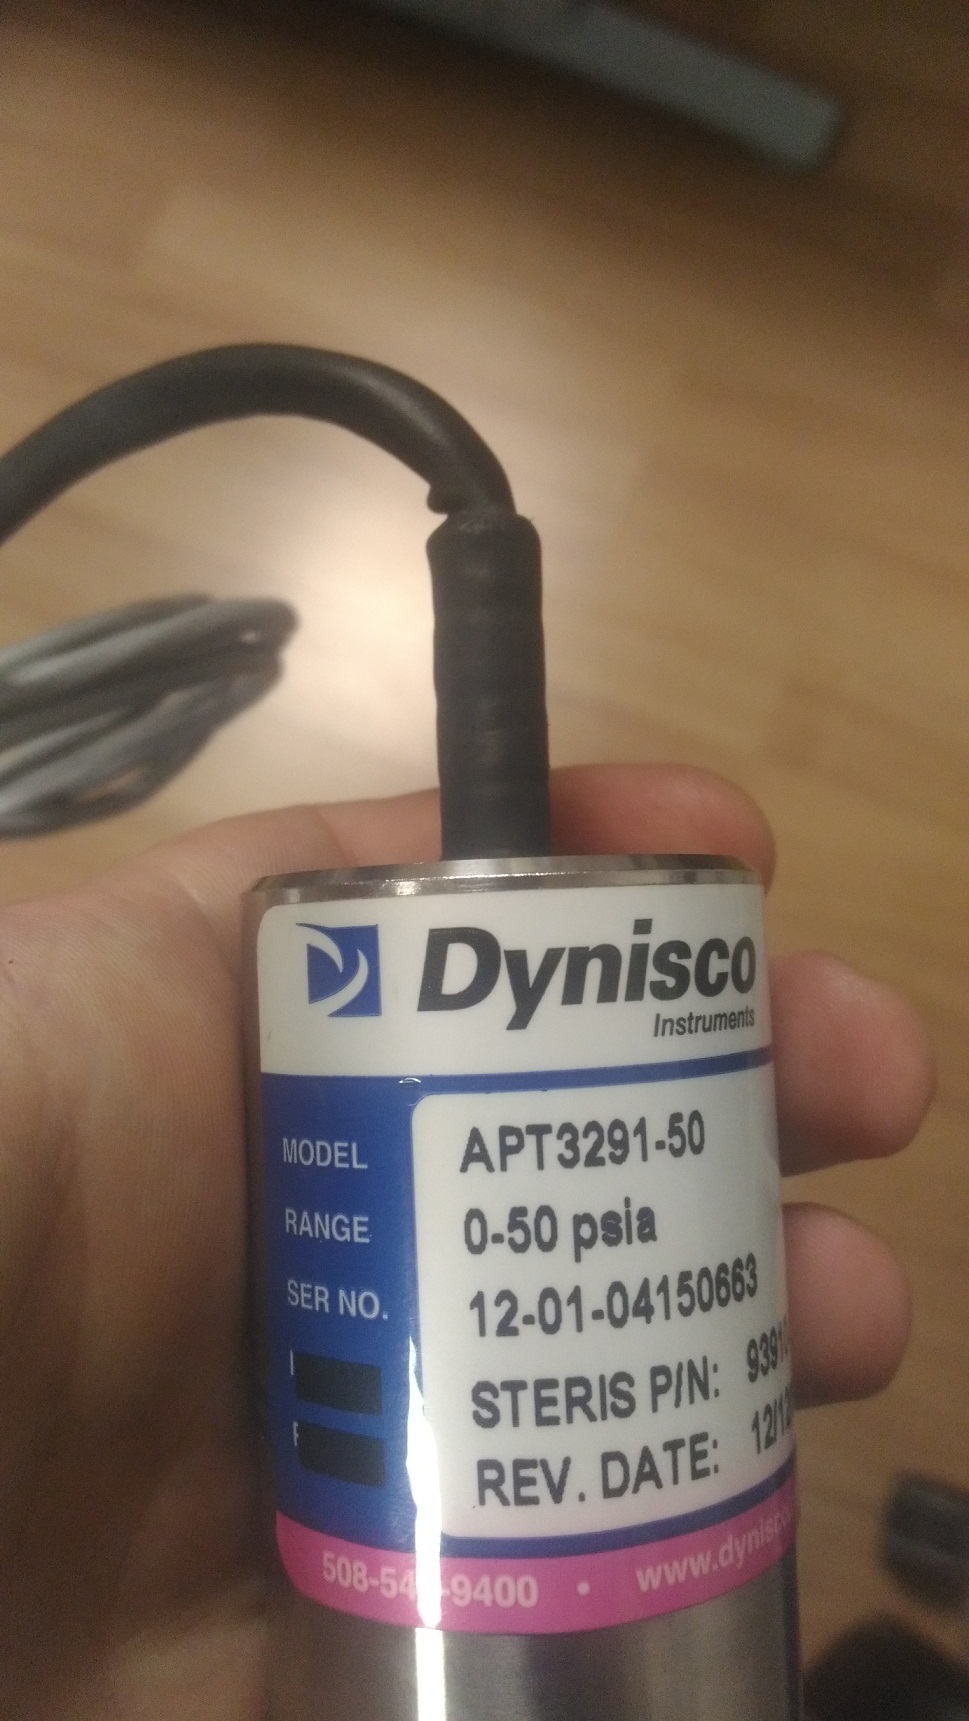 Dynisco
Instruments
MODEL APT3291-50
RANGE 0-50 psia
SER NO. 12-01-04150663
STERIS P/N:
REV. DATE: